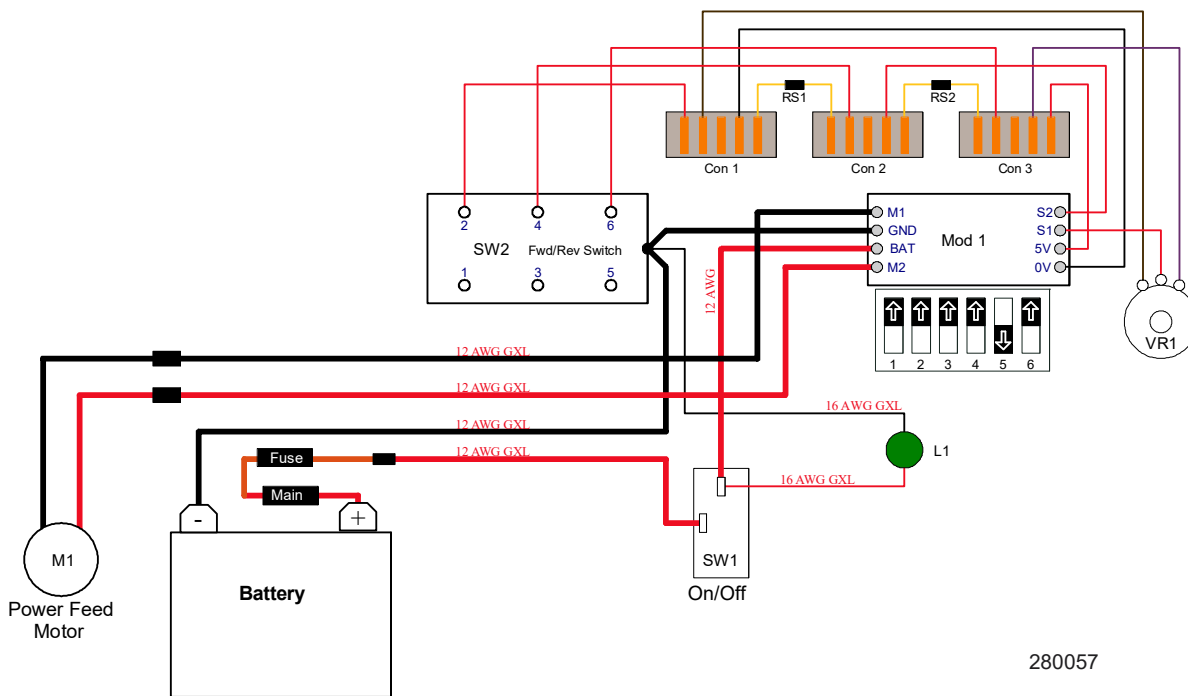 RS1
RS2
Con 1
Con 2
Con 3
2
4
6
SW2
Fwd/Rev Switch
1
3
5
M1
GND
BAT
M2
Mod 1
S2
S1
5V
0V
12 AWG
1
2
3
4
5
6
VR1
12 AWG GXL
12 AWG GXL
12 AWG GXL
12 AWG GXL
16 AWG GXL
L1
16 AWG GXL
Fuse
Main
-
+
Battery
M1
Power Feed
Motor
SW1
On/Off
280057